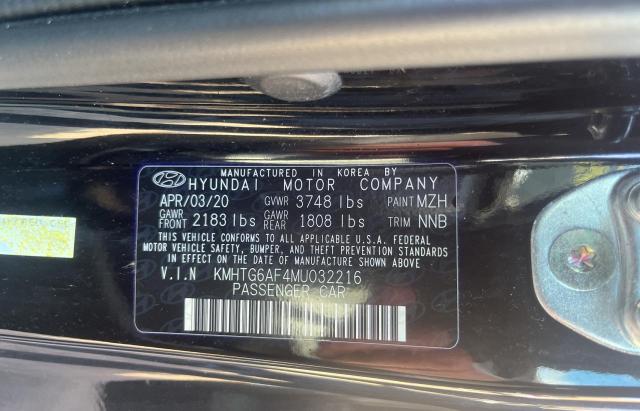 MANUFACTURED IN KOREA BY
HYUNDAI MOTOR COMPANY
APR/03/20 GVWR 3748 lbs PAINT MZH
GAWR FRONT 2183 lbs GAWR REAR 1808 lbs TRIM NNB
THIS VEHICLE CONFORMS TO ALL APPLICABLE U.S.A. FEDERAL
MOTOR VEHICLE SAFETY, BUMPER, AND THEFT PREVENTION STANDARDS
IN EFFECT ON THE DATE OF MANUFACTURE SHOWN ABOVE
V.I.N KMHTG6AF4MU032216
PASSENGER CAR